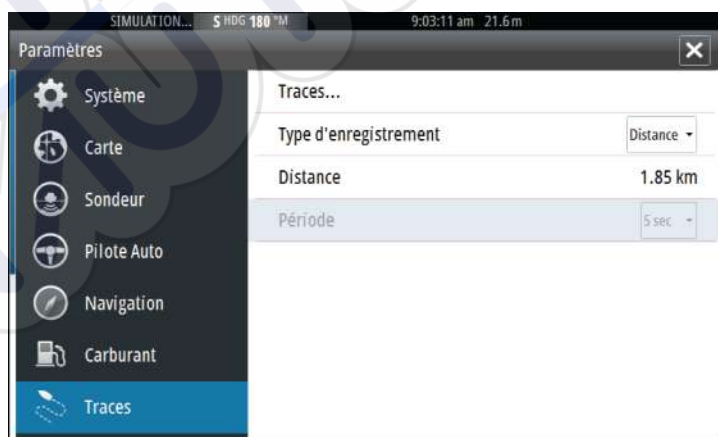 SIMULATION... S HDG 180 °M 9:03:11 am 21.6 m
Paramètres
Système
Carte
Sondeur
Pilote Auto
Navigation
Carburant
Traces
Traces...
Type d'enregistrement Distance
Distance 1.85 km
Période 5 sec